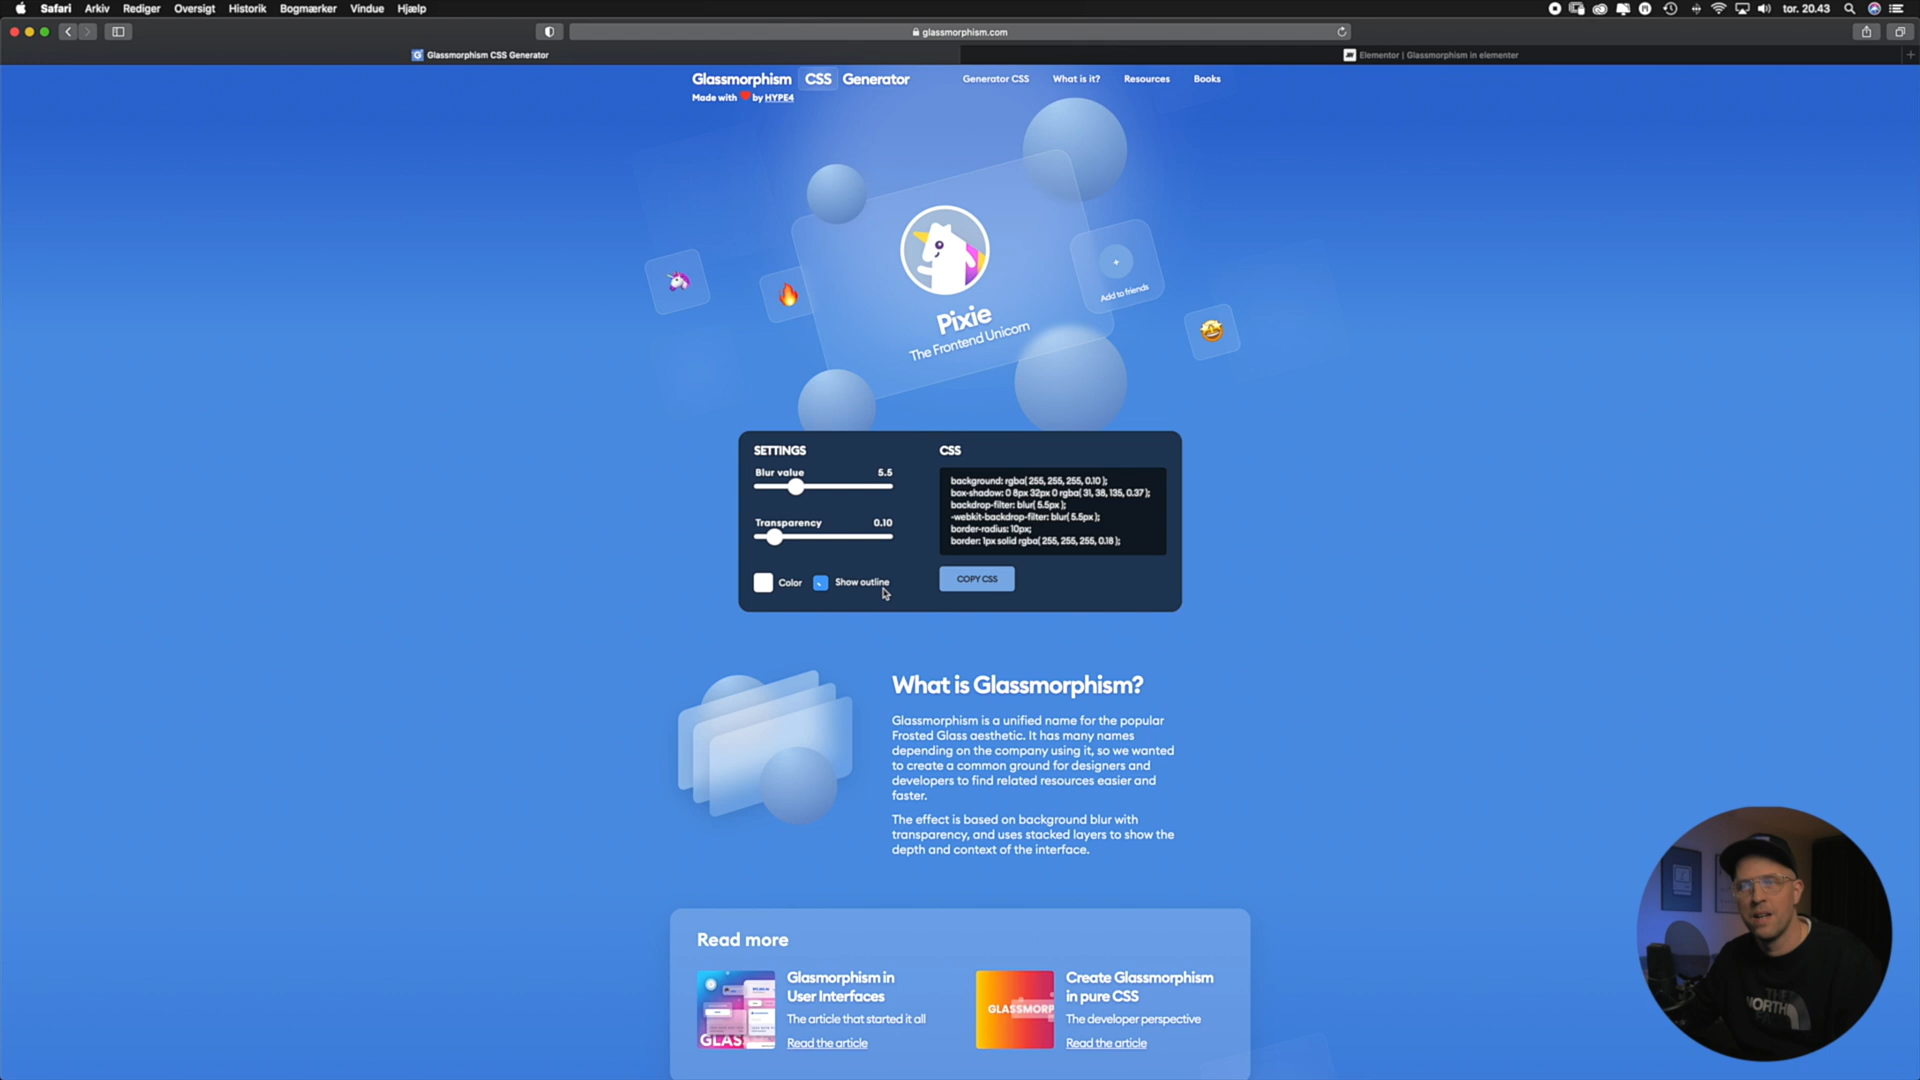 Safari Arkiv Rediger Oversigt Historik Bogmærker Vindue Hjælp tor. 20.43
glassmorphism.com
Glassmorphism CSS Generator
Elementor | Glassmorphism in elementer
Glassmorphism CSS Generator
Made with ❤️ by HYPE4
Generator CSS What is it? Resources Books
+
Add to friends
Pixie
The Frontend Unicorn
SETTINGS
Blur value 5.5
Transparency 0.10
Color Show outline
CSS
background: rgba( 255, 255, 255, 0.10 );
box-shadow: 0 8px 32px 0 rgba( 31, 38, 135, 0.37 );
backdrop-filter: blur( 5.5px );
-webkit-backdrop-filter: blur( 5.5px );
border-radius: 10px;
border: 1px solid rgba( 255, 255, 255, 0.18 );
COPY CSS
What is Glassmorphism?
Glassmorphism is a unified name for the popular
Frosted Glass aesthetic. It has many names
depending on the company using it, so we wanted
to create a common ground for designers and
developers to find related resources easier and
faster.
The effect is based on background blur with
transparency, and uses stacked layers to show the
depth and context of the interface.
Read more
GLAS
Glasmorphism in
User Interfaces
The article that started it all
Read the article
GLASSMORP
Create Glassmorphism
in pure CSS
The developer perspective
Read the article
THE
NORTH